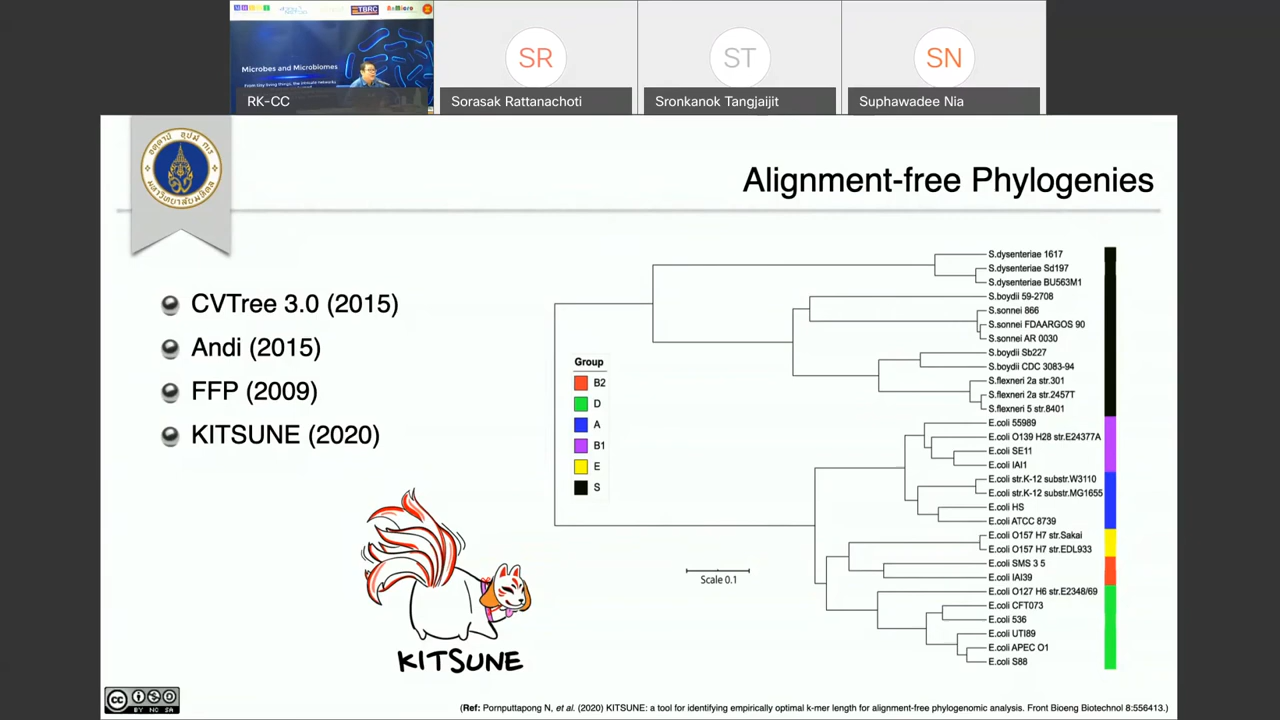 TBRC
Microbes and Microbiomes
RK-CC
SR
Sorasak Rattanachoti
ST
Sronkanok Tangjaijit
SN
Suphawadee Nia
Alignment-free Phylogenies
CVTree 3.0 (2015)
Andi (2015)
FFP (2009)
KITSUNE (2020)
KITSUNE
Group
B2
D
A
B1
E
S
Scale 0.1
S.dysenteriae 1617
S.dysenteriae Sd197
S.dysenteriae BU563M1
S.boydii 59-2708
S.sonnei 866
S.sonnei FDAARGOS 90
S.sonnei AR 0030
S.boydii Sb227
S.boydii CDC 3083-94
S.flexneri 2a str.301
S.flexneri 2a str.2457T
S.flexneri 5 str.8401
E.coli 55989
E.coli O139 H28 str.E24377A
E.coli SE11
E.coli IAI1
E.coli str.K-12 substr.W3110
E.coli str.K-12 substr.MG1655
E.coli HS
E.coli ATCC 8739
E.coli O157 H7 str.Sakai
E.coli O157 H7 str.EDL933
E.coli SMS 3 5
E.coli IAI39
E.coli O127 H6 str.E2348/69
E.coli CFT073
E.coli 536
E.coli UTI89
E.coli APEC O1
E.coli S88
cc
BY NC SA
(Ref: Pornputtapong N, et al. (2020) KITSUNE: a tool for identifying empirically optimal k-mer length for alignment-free phylogenomic analysis. Front Bioeng Biotechnol 8:556413.)